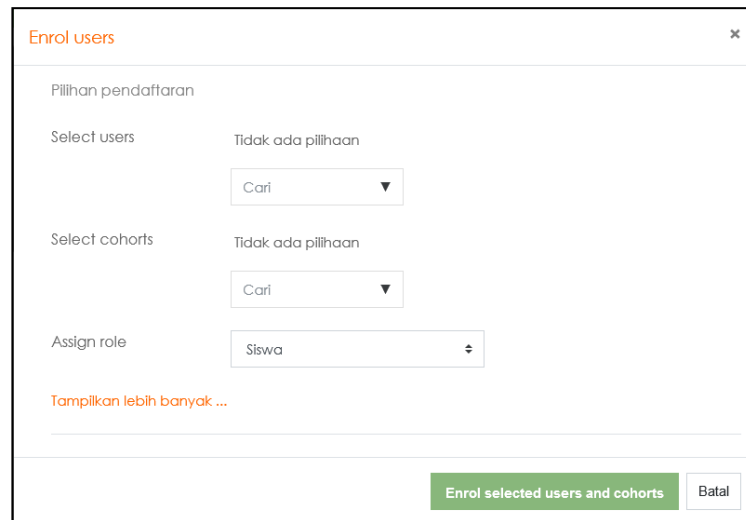 Enrol users
×
Pilihan pendaftaran
Select users
Tidak ada pilihaan
Cari ▼
Select cohorts
Tidak ada pilihaan
Cari ▼
Assign role
Siswa
Tampilkan lebih banyak ...
Enrol selected users and cohorts
Batal